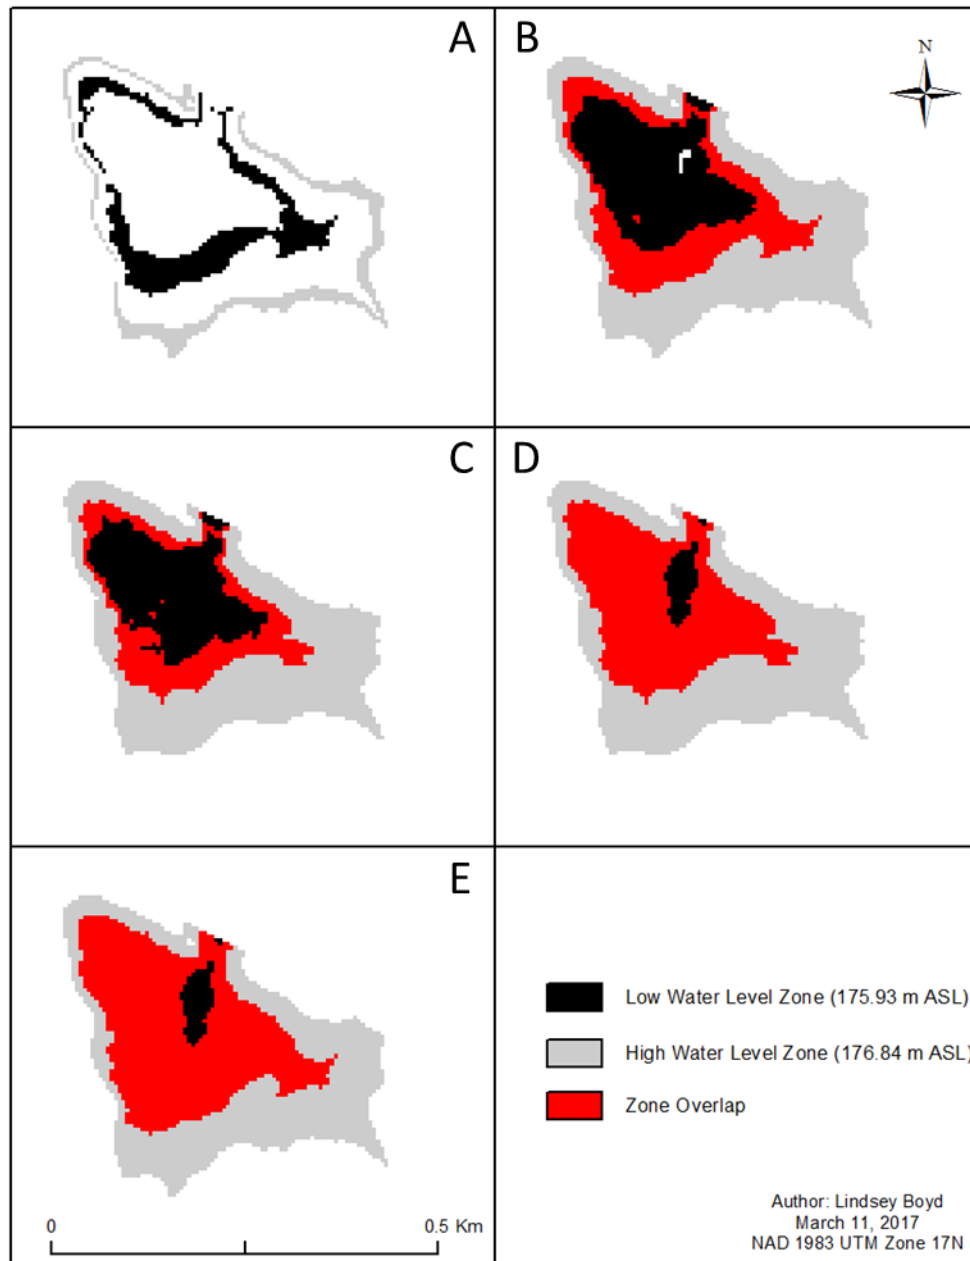 A
B
N
C
D
E
Low Water Level Zone (175.93 m ASL)
High Water Level Zone (176.84 m ASL)
Zone Overlap
0 0.5 Km
Author: Lindsey Boyd
March 11, 2017
NAD 1983 UTM Zone 17N